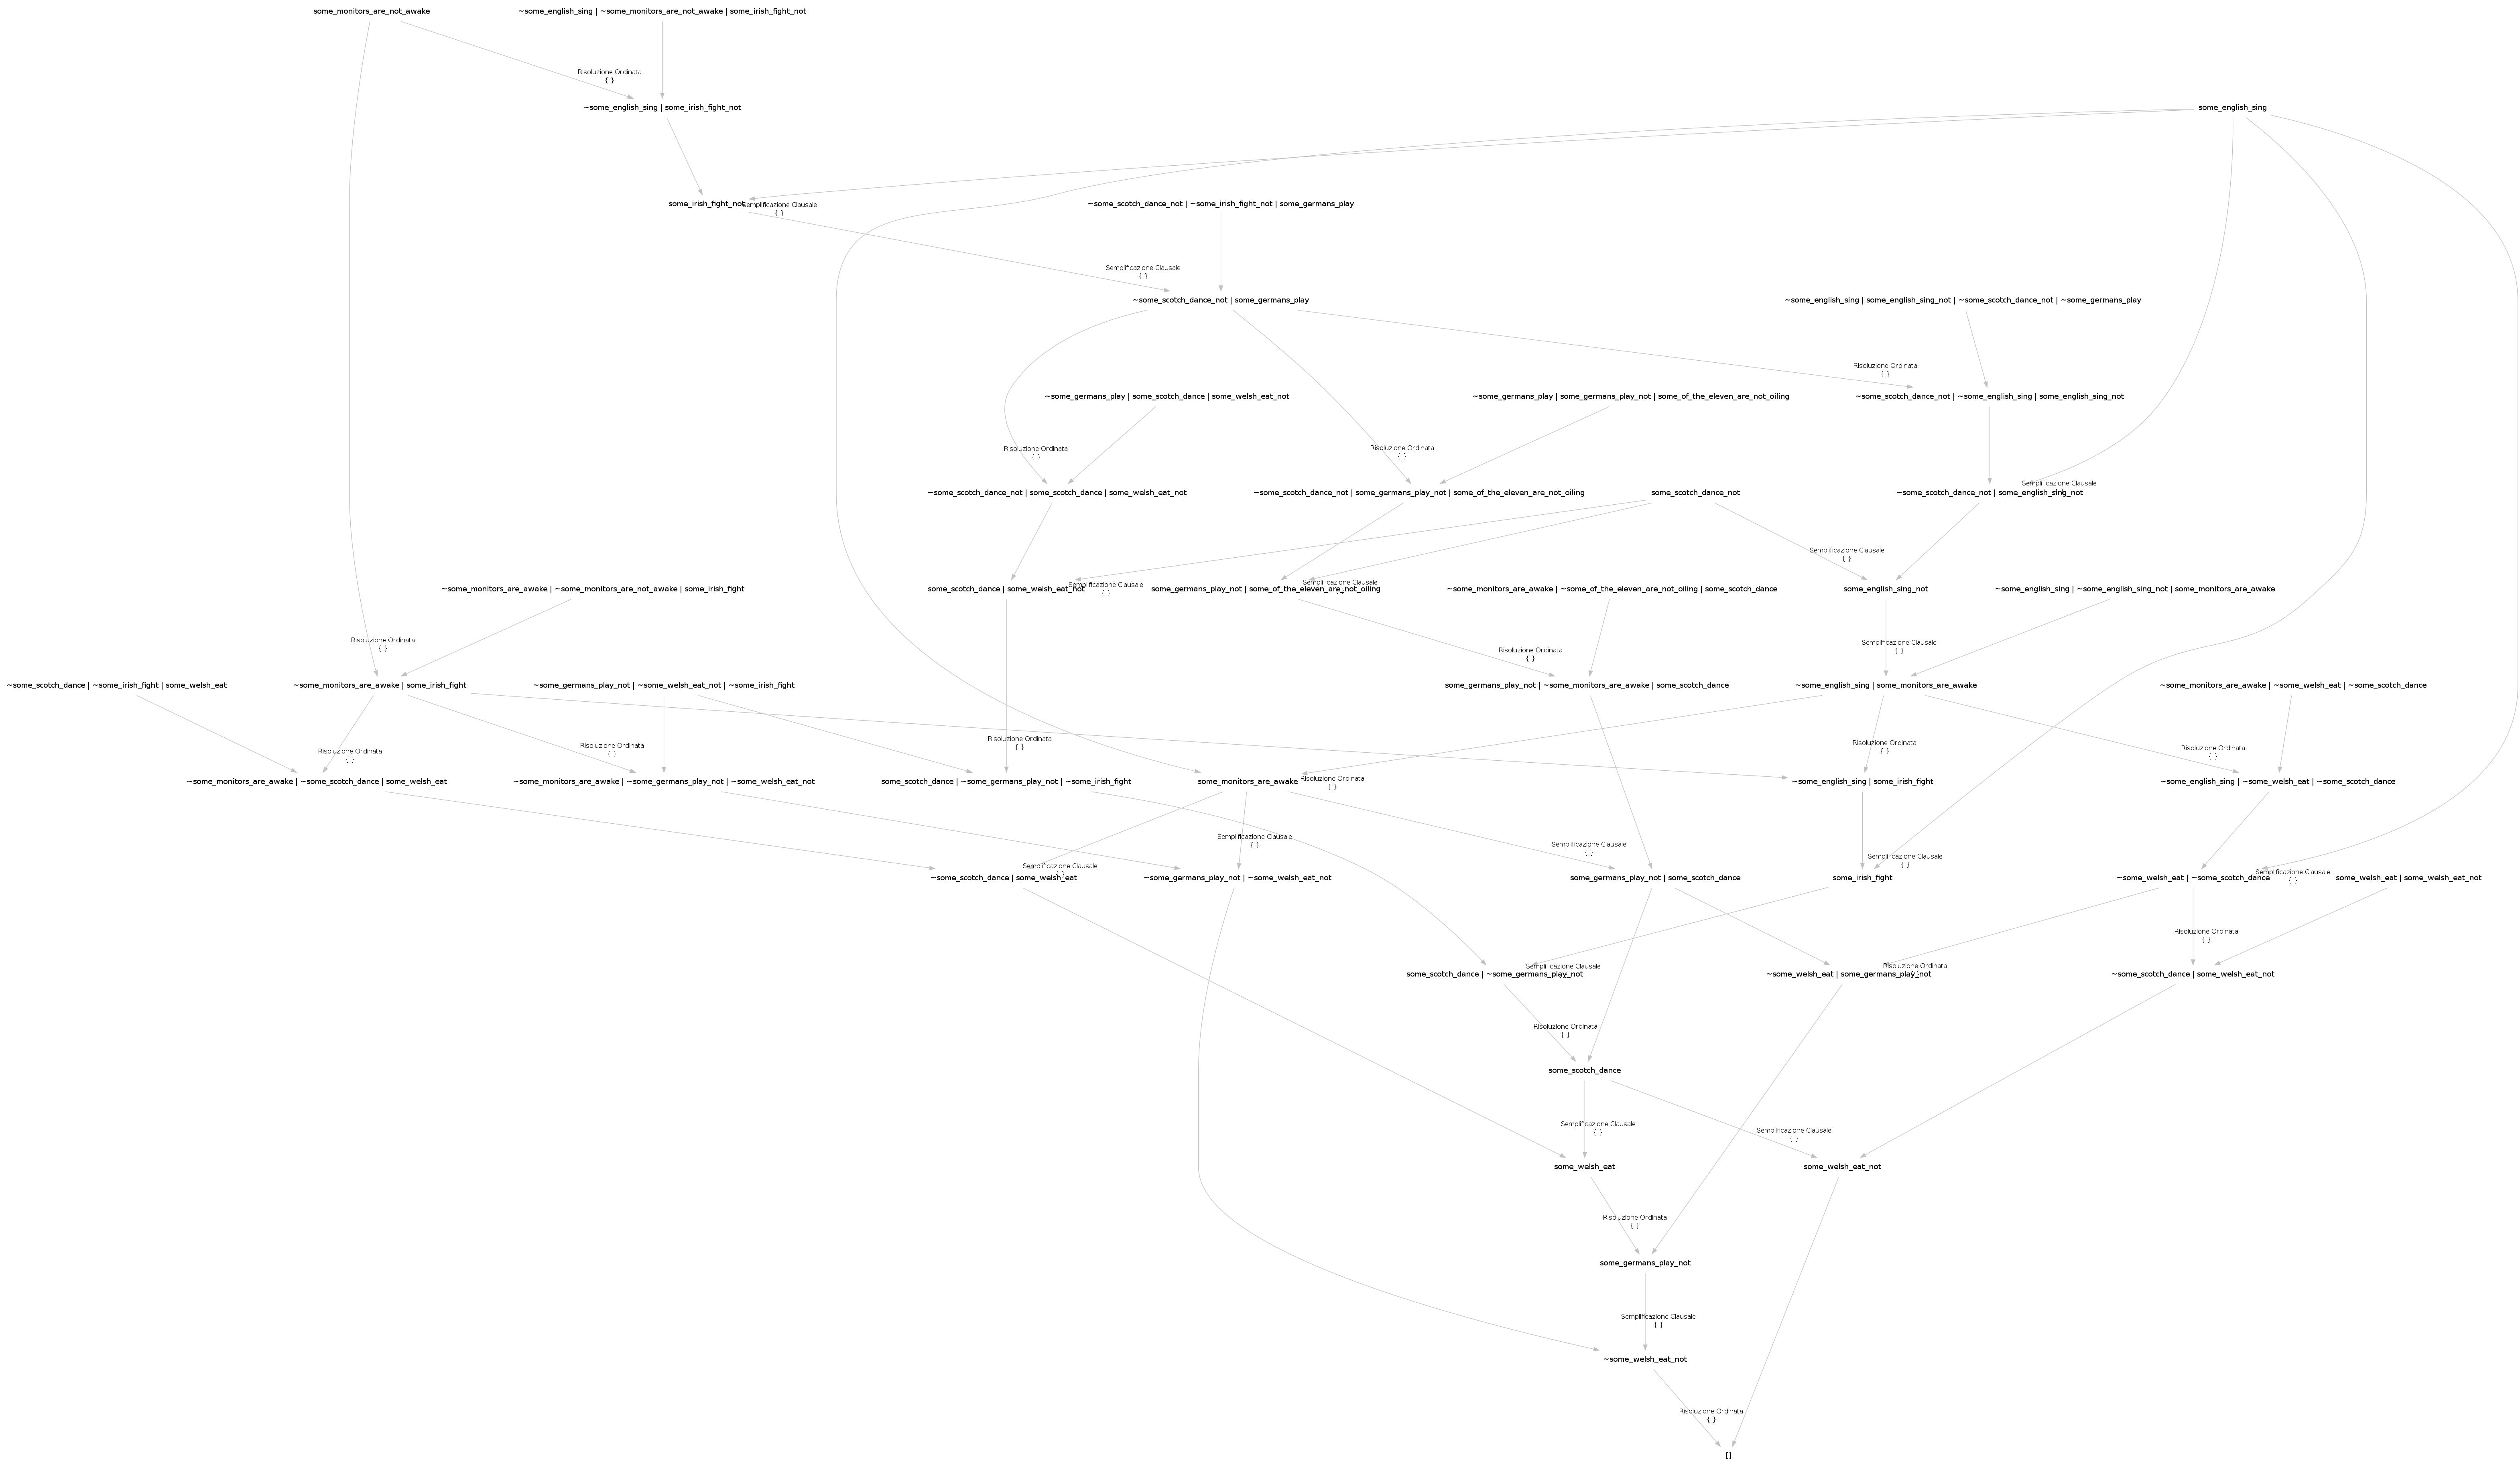 some_monitors_are_not_awake
~some_english_sing | ~some_monitors_are_not_awake | some_irish_fight_not
Risoluzione Ordinata
{ }
~some_english_sing | some_irish_fight_not
some_english_sing
some_irish_fight_not
Semplificazione Clausale
{ }
~some_scotch_dance_not | ~some_irish_fight_not | some_germans_play
Semplificazione Clausale
{ }
~some_scotch_dance_not | some_germans_play
~some_english_sing | some_english_sing_not | ~some_scotch_dance_not | ~some_germans_play
Risoluzione Ordinata
{ }
~some_germans_play | some_scotch_dance | some_welsh_eat_not
~some_germans_play | some_germans_play_not | some_of_the_eleven_are_not_oiling
~some_scotch_dance_not | ~some_english_sing | some_english_sing_not
Risoluzione Ordinata
{ }
Risoluzione Ordinata
{ }
Semplificazione Clausale
~some_scotch_dance_not | some_scotch_dance | some_welsh_eat_not
~some_scotch_dance_not | some_germans_play_not | some_of_the_eleven_are_not_oiling
some_scotch_dance_not
~some_scotch_dance_not | some_english_sing_not
Semplificazione Clausale
{ }
some_scotch_dance | some_welsh_eat_not
Semplificazione Clausale
{ }
Semplificazione Clausale
some_germans_play_not | some_of_the_eleven_are_not_oiling
~some_monitors_are_awake | ~some_monitors_are_not_awake | some_irish_fight
~some_monitors_are_awake | ~some_of_the_eleven_are_not_oiling | some_scotch_dance
some_english_sing_not
~some_english_sing | ~some_english_sing_not | some_monitors_are_awake
Risoluzione Ordinata
{ }
Risoluzione Ordinata
{ }
Semplificazione Clausale
{ }
~some_scotch_dance | ~some_irish_fight | some_welsh_eat
~some_monitors_are_awake | some_irish_fight
~some_germans_play_not | ~some_welsh_eat_not | ~some_irish_fight
some_germans_play_not | ~some_monitors_are_awake | some_scotch_dance
~some_english_sing | some_monitors_are_awake
~some_monitors_are_awake | ~some_welsh_eat | ~some_scotch_dance
Risoluzione Ordinata
{ }
Risoluzione Ordinata
{ }
Risoluzione Ordinata
{ }
Risoluzione Ordinata
{ }
Risoluzione Ordinata
{ }
~some_monitors_are_awake | ~some_scotch_dance | some_welsh_eat
~some_monitors_are_awake | ~some_germans_play_not | ~some_welsh_eat_not
some_scotch_dance | ~some_germans_play_not | ~some_irish_fight
some_monitors_are_awake
Risoluzione Ordinata
{ }
~some_english_sing | some_irish_fight
~some_english_sing | ~some_welsh_eat | ~some_scotch_dance
Semplificazione Clausale
{ }
Semplificazione Clausale
{ }
Semplificazione Clausale
{ }
Semplificazione Clausale
{ }
~some_scotch_dance | some_welsh_eat
~some_germans_play_not | ~some_welsh_eat_not
some_germans_play_not | some_scotch_dance
some_irish_fight
~some_welsh_eat | ~some_scotch_dance
Semplificazione Clausale
{ }
some_welsh_eat | some_welsh_eat_not
Risoluzione Ordinata
{ }
Semplificazione Clausale
some_scotch_dance | ~some_germans_play_not
Risoluzione Ordinata
~some_welsh_eat | some_germans_play_not
~some_scotch_dance | some_welsh_eat_not
Risoluzione Ordinata
{ }
some_scotch_dance
Semplificazione Clausale
{ }
Semplificazione Clausale
{ }
some_welsh_eat
some_welsh_eat_not
Risoluzione Ordinata
{ }
some_germans_play_not
Semplificazione Clausale
{ }
~some_welsh_eat_not
Risoluzione Ordinata
{ }
[]